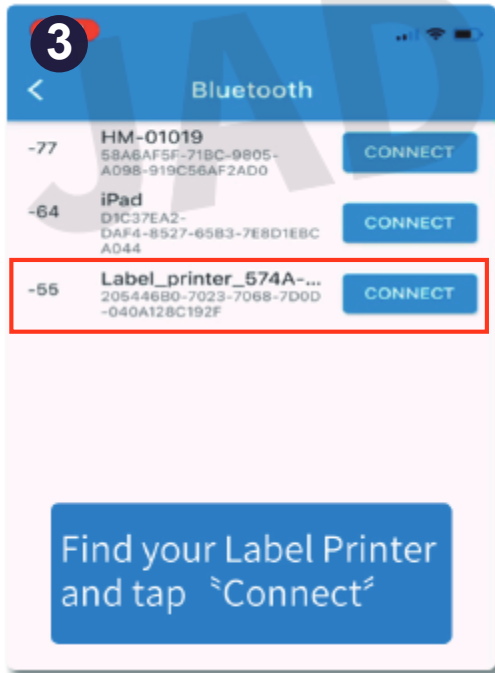 3
Bluetooth
-77
HM-01019
58A6AF5F-71BC-9805-
A098-919C56AF2AD0
CONNECT
-64
iPad
D1C37EA2-
DAF4-8527-6583-7E8D1EBC
A044
CONNECT
-55
Label_printer_574A-...
205446B0-7023-7068-7D0D
-040A128C192F
CONNECT
Find your Label Printer
and tap〝Connect〞
JAD